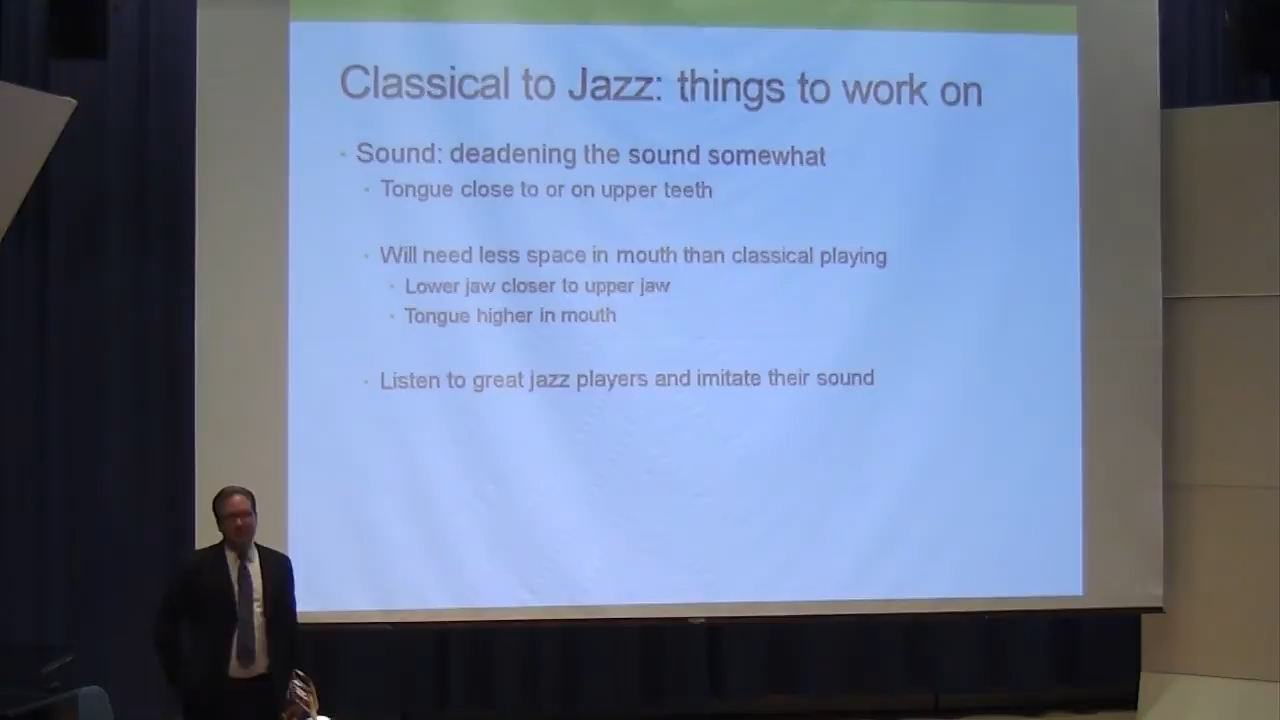 Classical to Jazz: things to work on
· Sound: deadening the sound somewhat
· Tongue close to or on upper teeth
· Will need less space in mouth than classical playing
· Lower jaw closer to upper jaw
· Tongue higher in mouth
· Listen to great jazz players and imitate their sound